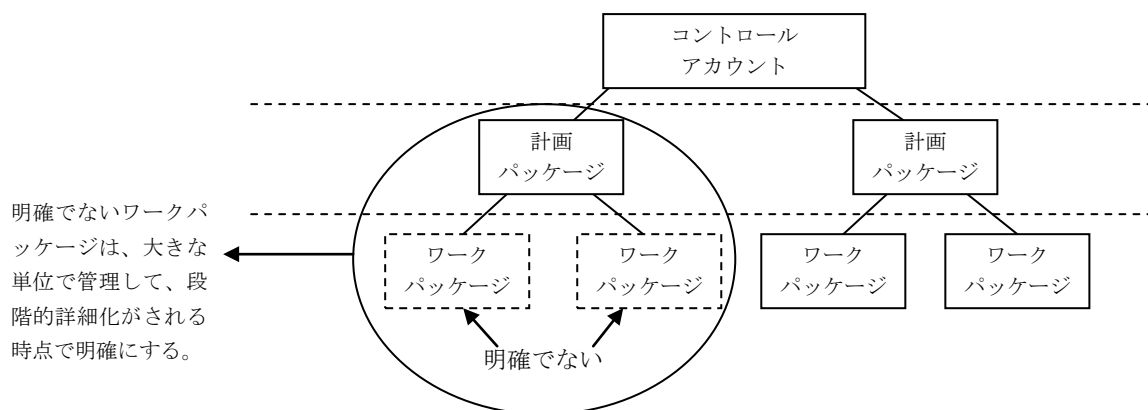 コントロール
アカウント
計画
パッケージ
計画
パッケージ
明確でないワークパ
ッケージは、大きな
単位で管理して、段
階的詳細化がされる
時点で明確にする。
ワーク
パッケージ
ワーク
パッケージ
ワーク
パッケージ
ワーク
パッケージ
明確でない